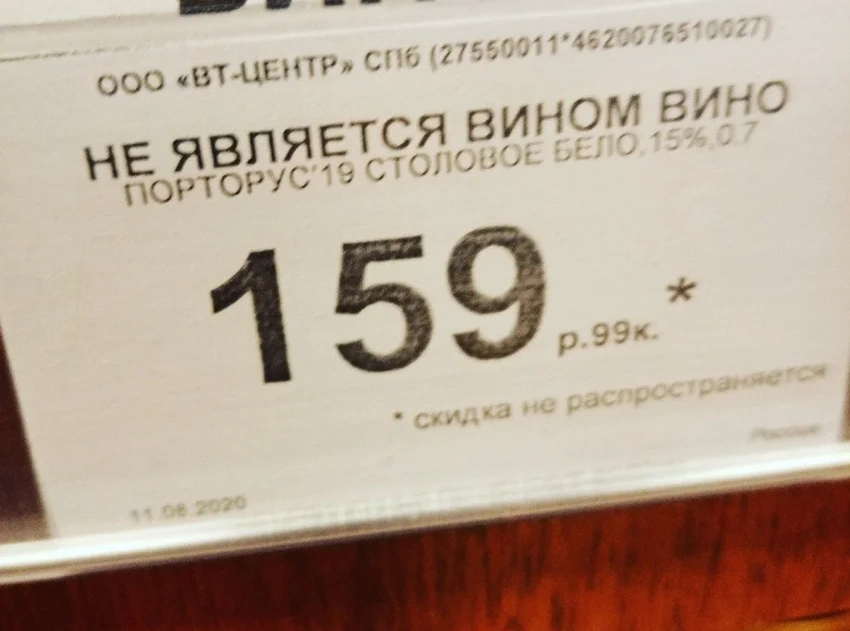 ООО «ВТ-ЦЕНТР» СПб (27550011*4620076510027)
НЕ ЯВЛЯЕТСЯ ВИНОМ ВИНО
ПОРТОРУС'19 СТОЛОВОЕ БЕЛО,15%,0.7
159 р.99к. *
* скидка не распространяется
Россия
11.08.2020